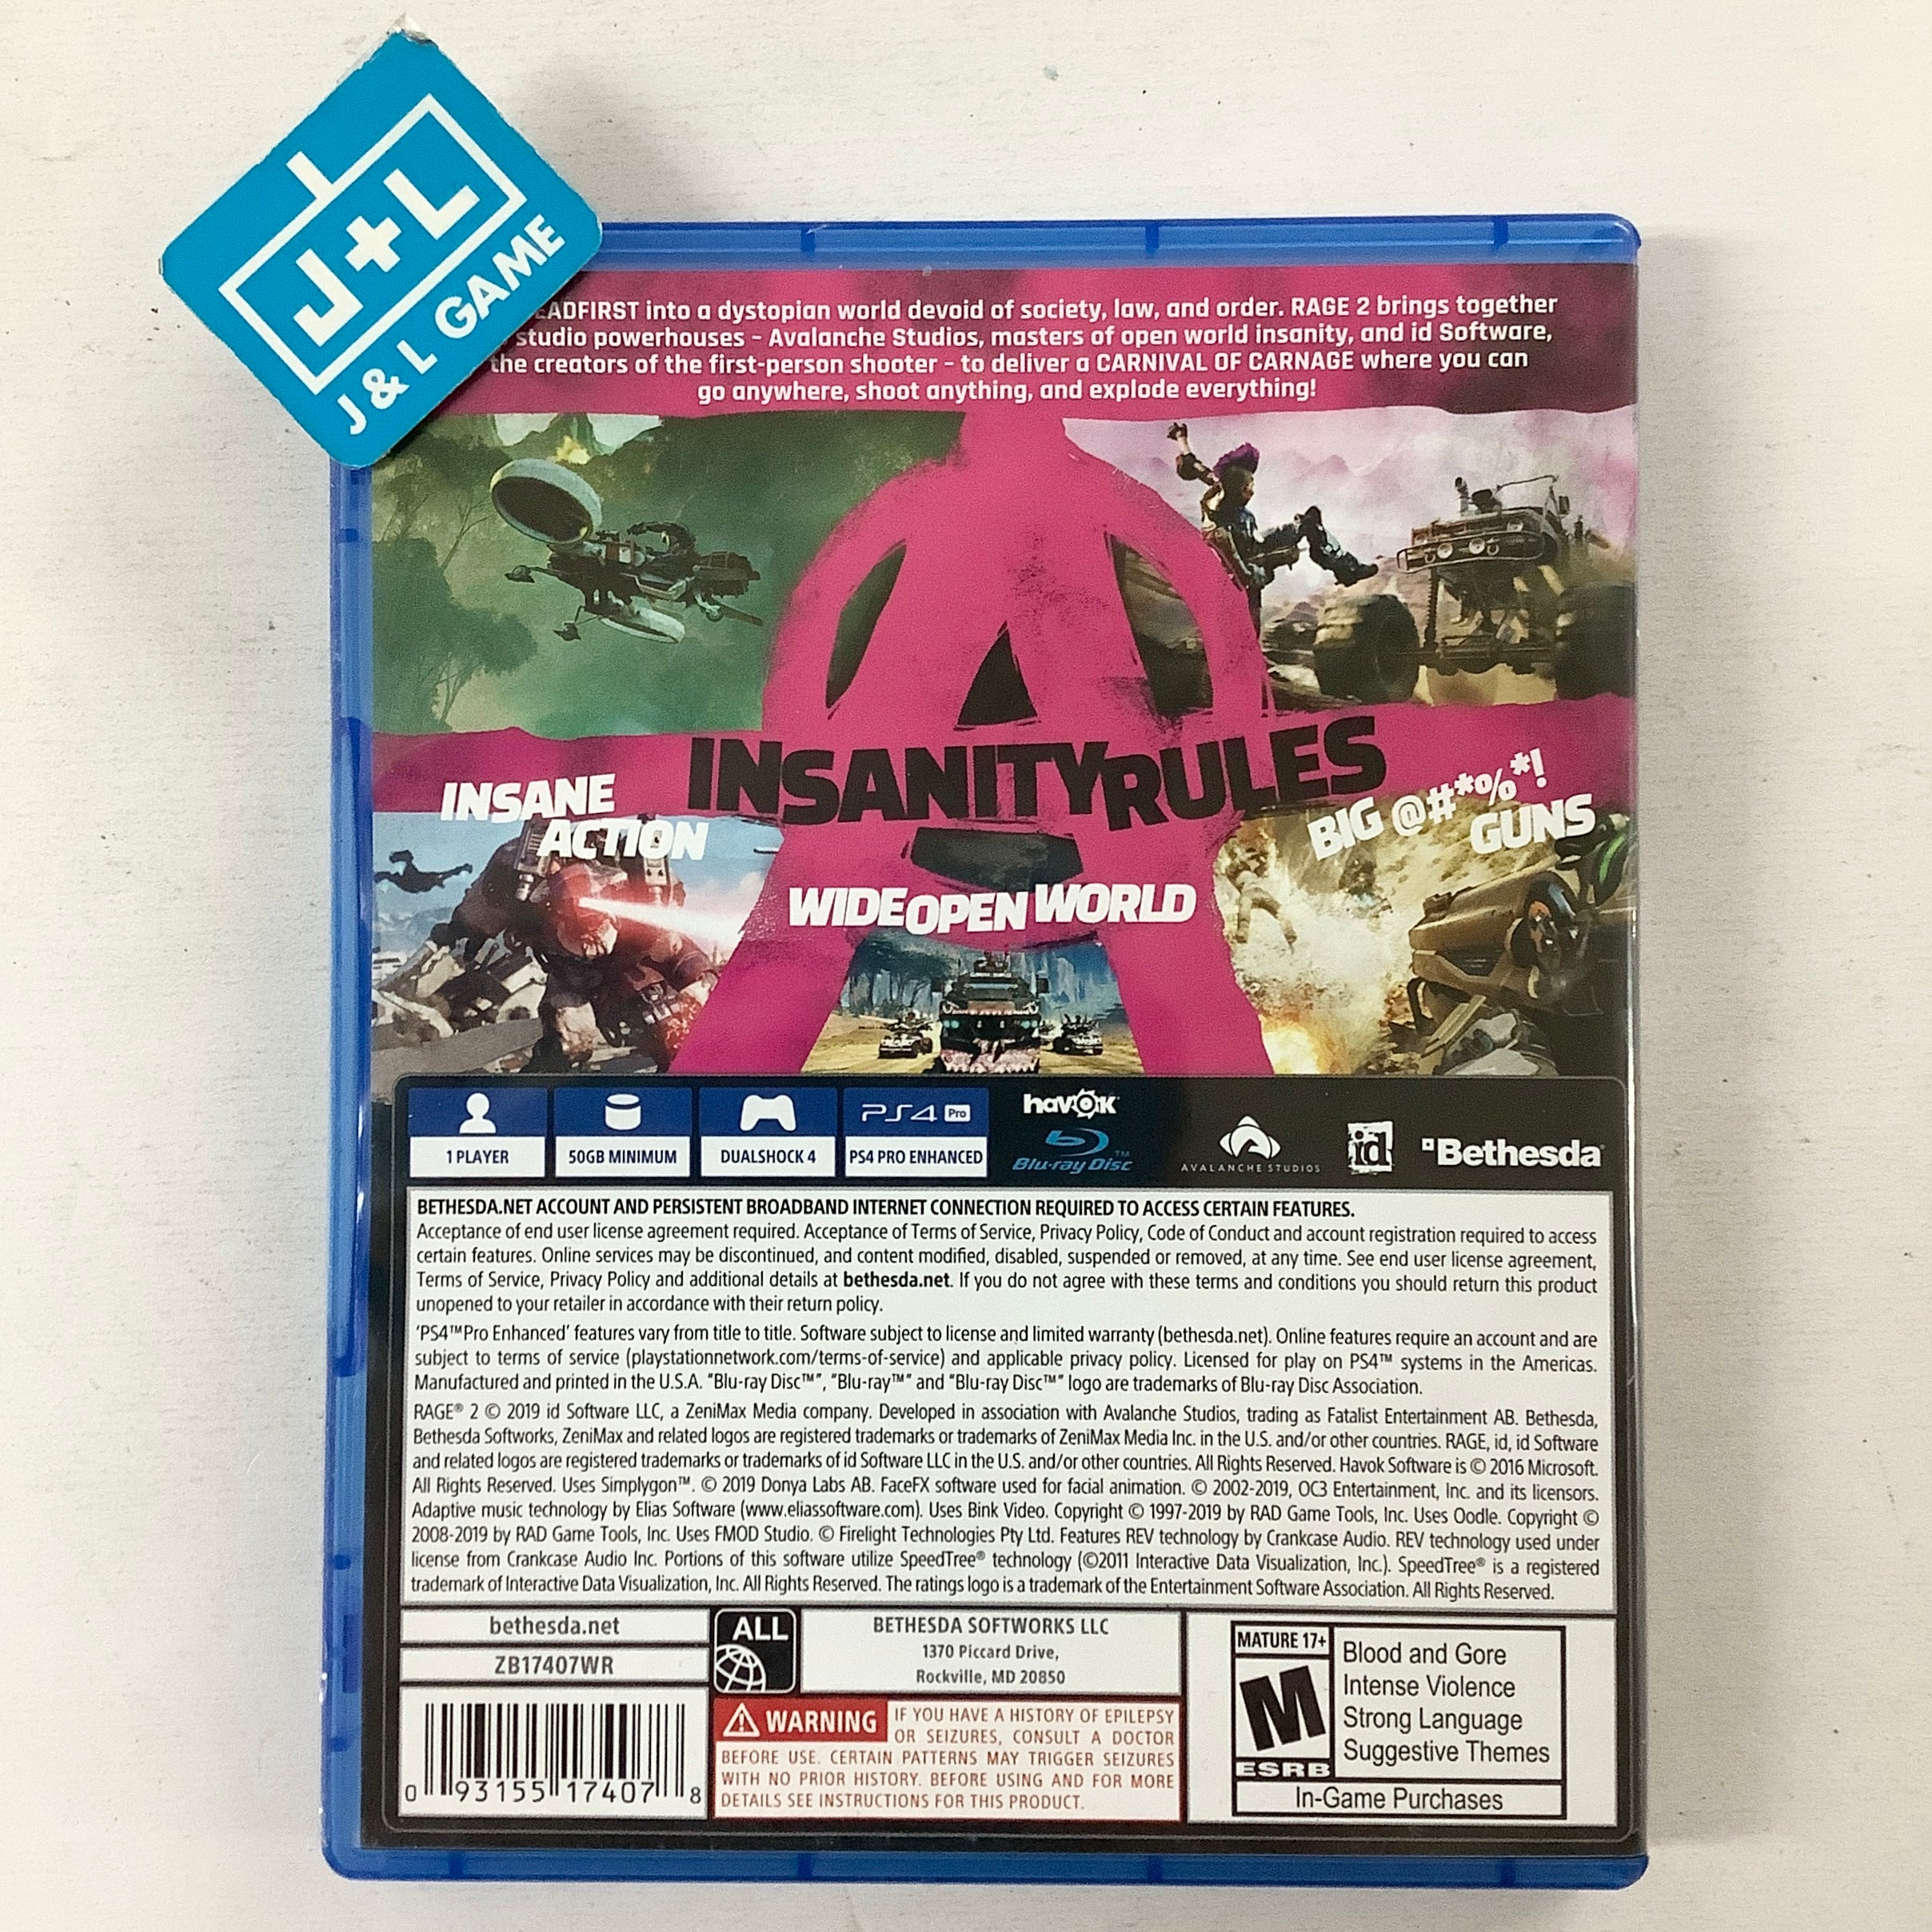 J+L
J & L GAME
EADFIRST into a dystopian world devoid of society, law, and order. RAGE 2 brings together
studio powerhouses – Avalanche Studios, masters of open world insanity, and id Software,
the creators of the first-person shooter – to deliver a CARNIVAL OF CARNAGE where you can
go anywhere, shoot anything, and explode everything!
INSANITY RULES
INSANE
ACTION
BIG @#*%*!
GUNS
WIDE OPEN WORLD
PS4 Pro
havok
1 PLAYER
50GB MINIMUM
DUALSHOCK 4
PS4 PRO ENHANCED
Blu-ray Disc™
AVALANCHE STUDIOS
id
Bethesda
BETHESDA.NET ACCOUNT AND PERSISTENT BROADBAND INTERNET CONNECTION REQUIRED TO ACCESS CERTAIN FEATURES.
Acceptance of end user license agreement required. Acceptance of Terms of Service, Privacy Policy, Code of Conduct and account registration required to access
certain features. Online services may be discontinued, and content modified, disabled, suspended or removed, at any time. See end user license agreement,
Terms of Service, Privacy Policy and additional details at bethesda.net. If you do not agree with these terms and conditions you should return this product
unopened to your retailer in accordance with their return policy.
'PS4™Pro Enhanced' features vary from title to title. Software subject to license and limited warranty (bethesda.net). Online features require an account and are
subject to terms of service (playstationnetwork.com/terms-of-service) and applicable privacy policy. Licensed for play on PS4™ systems in the Americas.
Manufactured and printed in the U.S.A. "Blu-ray Disc™", "Blu-ray™" and "Blu-ray Disc™" logo are trademarks of Blu-ray Disc Association.
RAGE® 2 © 2019 id Software LLC, a ZeniMax Media company. Developed in association with Avalanche Studios, trading as Fatalist Entertainment AB. Bethesda,
Bethesda Softworks, ZeniMax and related logos are registered trademarks or trademarks of ZeniMax Media Inc. in the U.S. and/or other countries. RAGE, id, id Software
and related logos are registered trademarks or trademarks of id Software LLC in the U.S. and/or other countries. All Rights Reserved. Havok Software is © 2016 Microsoft.
All Rights Reserved. Uses Simplygon™. © 2019 Donya Labs AB. FaceFX software used for facial animation. © 2002-2019, OC3 Entertainment, Inc. and its licensors.
Adaptive music technology by Elias Software (www.eliassoftware.com). Uses Bink Video. Copyright © 1997-2019 by RAD Game Tools, Inc. Uses Oodle. Copyright ©
2008-2019 by RAD Game Tools, Inc. Uses FMOD Studio. © Firelight Technologies Pty Ltd. Features REV technology by Crankcase Audio. REV technology used under
license from Crankcase Audio Inc. Portions of this software utilize SpeedTree® technology (©2011 Interactive Data Visualization, Inc.). SpeedTree® is a registered
trademark of Interactive Data Visualization, Inc. All Rights Reserved. The ratings logo is a trademark of the Entertainment Software Association. All Rights Reserved.
bethesda.net
ZB17407WR
ALL
BETHESDA SOFTWORKS LLC
1370 Piccard Drive,
Rockville, MD 20850
WARNING IF YOU HAVE A HISTORY OF EPILEPSY
OR SEIZURES, CONSULT A DOCTOR
BEFORE USE. CERTAIN PATTERNS MAY TRIGGER SEIZURES
WITH NO PRIOR HISTORY. BEFORE USING AND FOR MORE
DETAILS SEE INSTRUCTIONS FOR THIS PRODUCT.
0 93155 17407 8
MATURE 17+
M
ESRB
Blood and Gore
Intense Violence
Strong Language
Suggestive Themes
In-Game Purchases